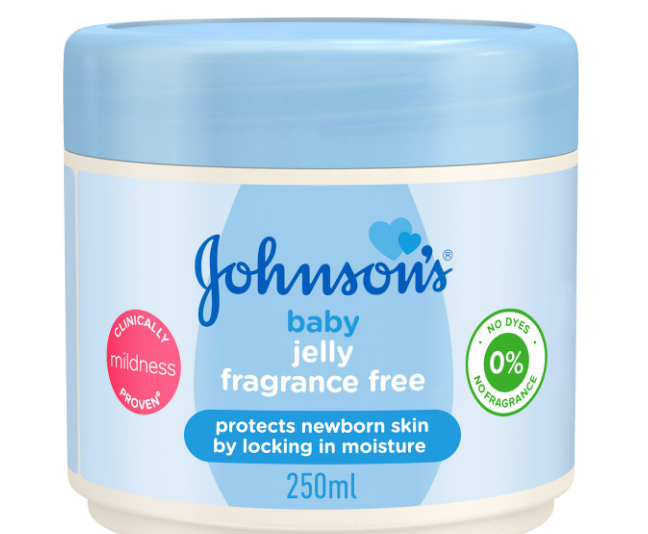 Johnson's®
baby
jelly
fragrance free
CLINICALLY
mildness
PROVEN®
NO DYES
0%
NO FRAGRANCE
protects newborn skin
by locking in moisture
250ml